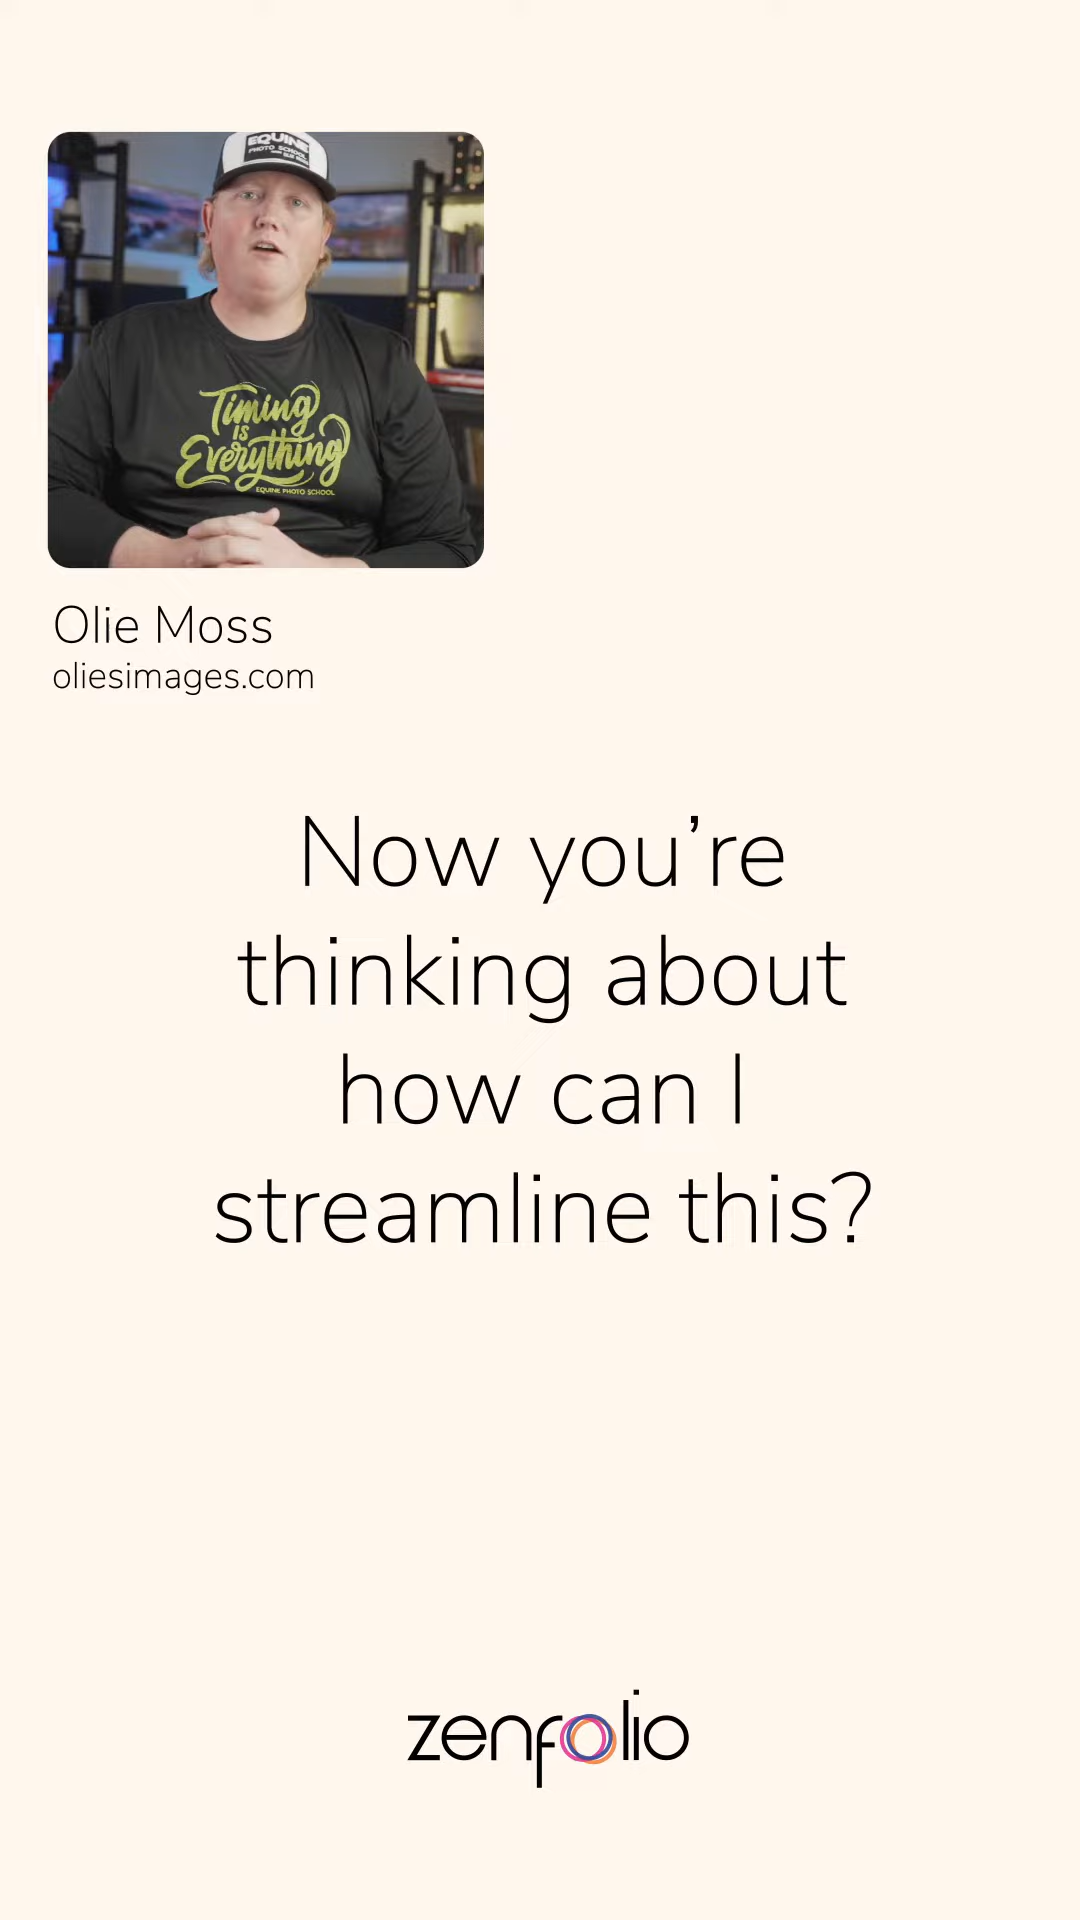 EQUINE
PHOTO SCHOOL
Timing
is
Everything
EQUINE PHOTO SCHOOL
Olie Moss
oliesimages.com
Now you’re
thinking about
how can I
streamline this?
zenfolio